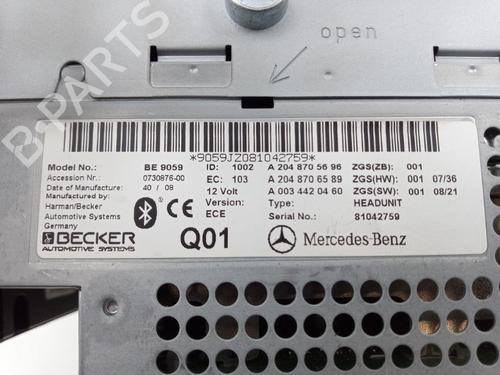 open
B-PARTS
*9059JZ081042759*
Model No.: BE 9059 ID: 1002 A 204 870 56 96 ZGS(ZB): 001
Accession Nr.: 0730876-00 EC: 103 A 204 870 65 89 ZGS(HW): 001 07/36
Date of Manufacture: 40 / 08 12 Volt A 003 442 04 60 ZGS(SW): 001 08/21
Manufactured by: Version: TYPE: HEADUNIT
Harman/Becker ECE Serial No.: 81042759
Automotive Systems
Germany
BECKER Q01 Mercedes-Benz
AUTOMOTIVE SYSTEMS